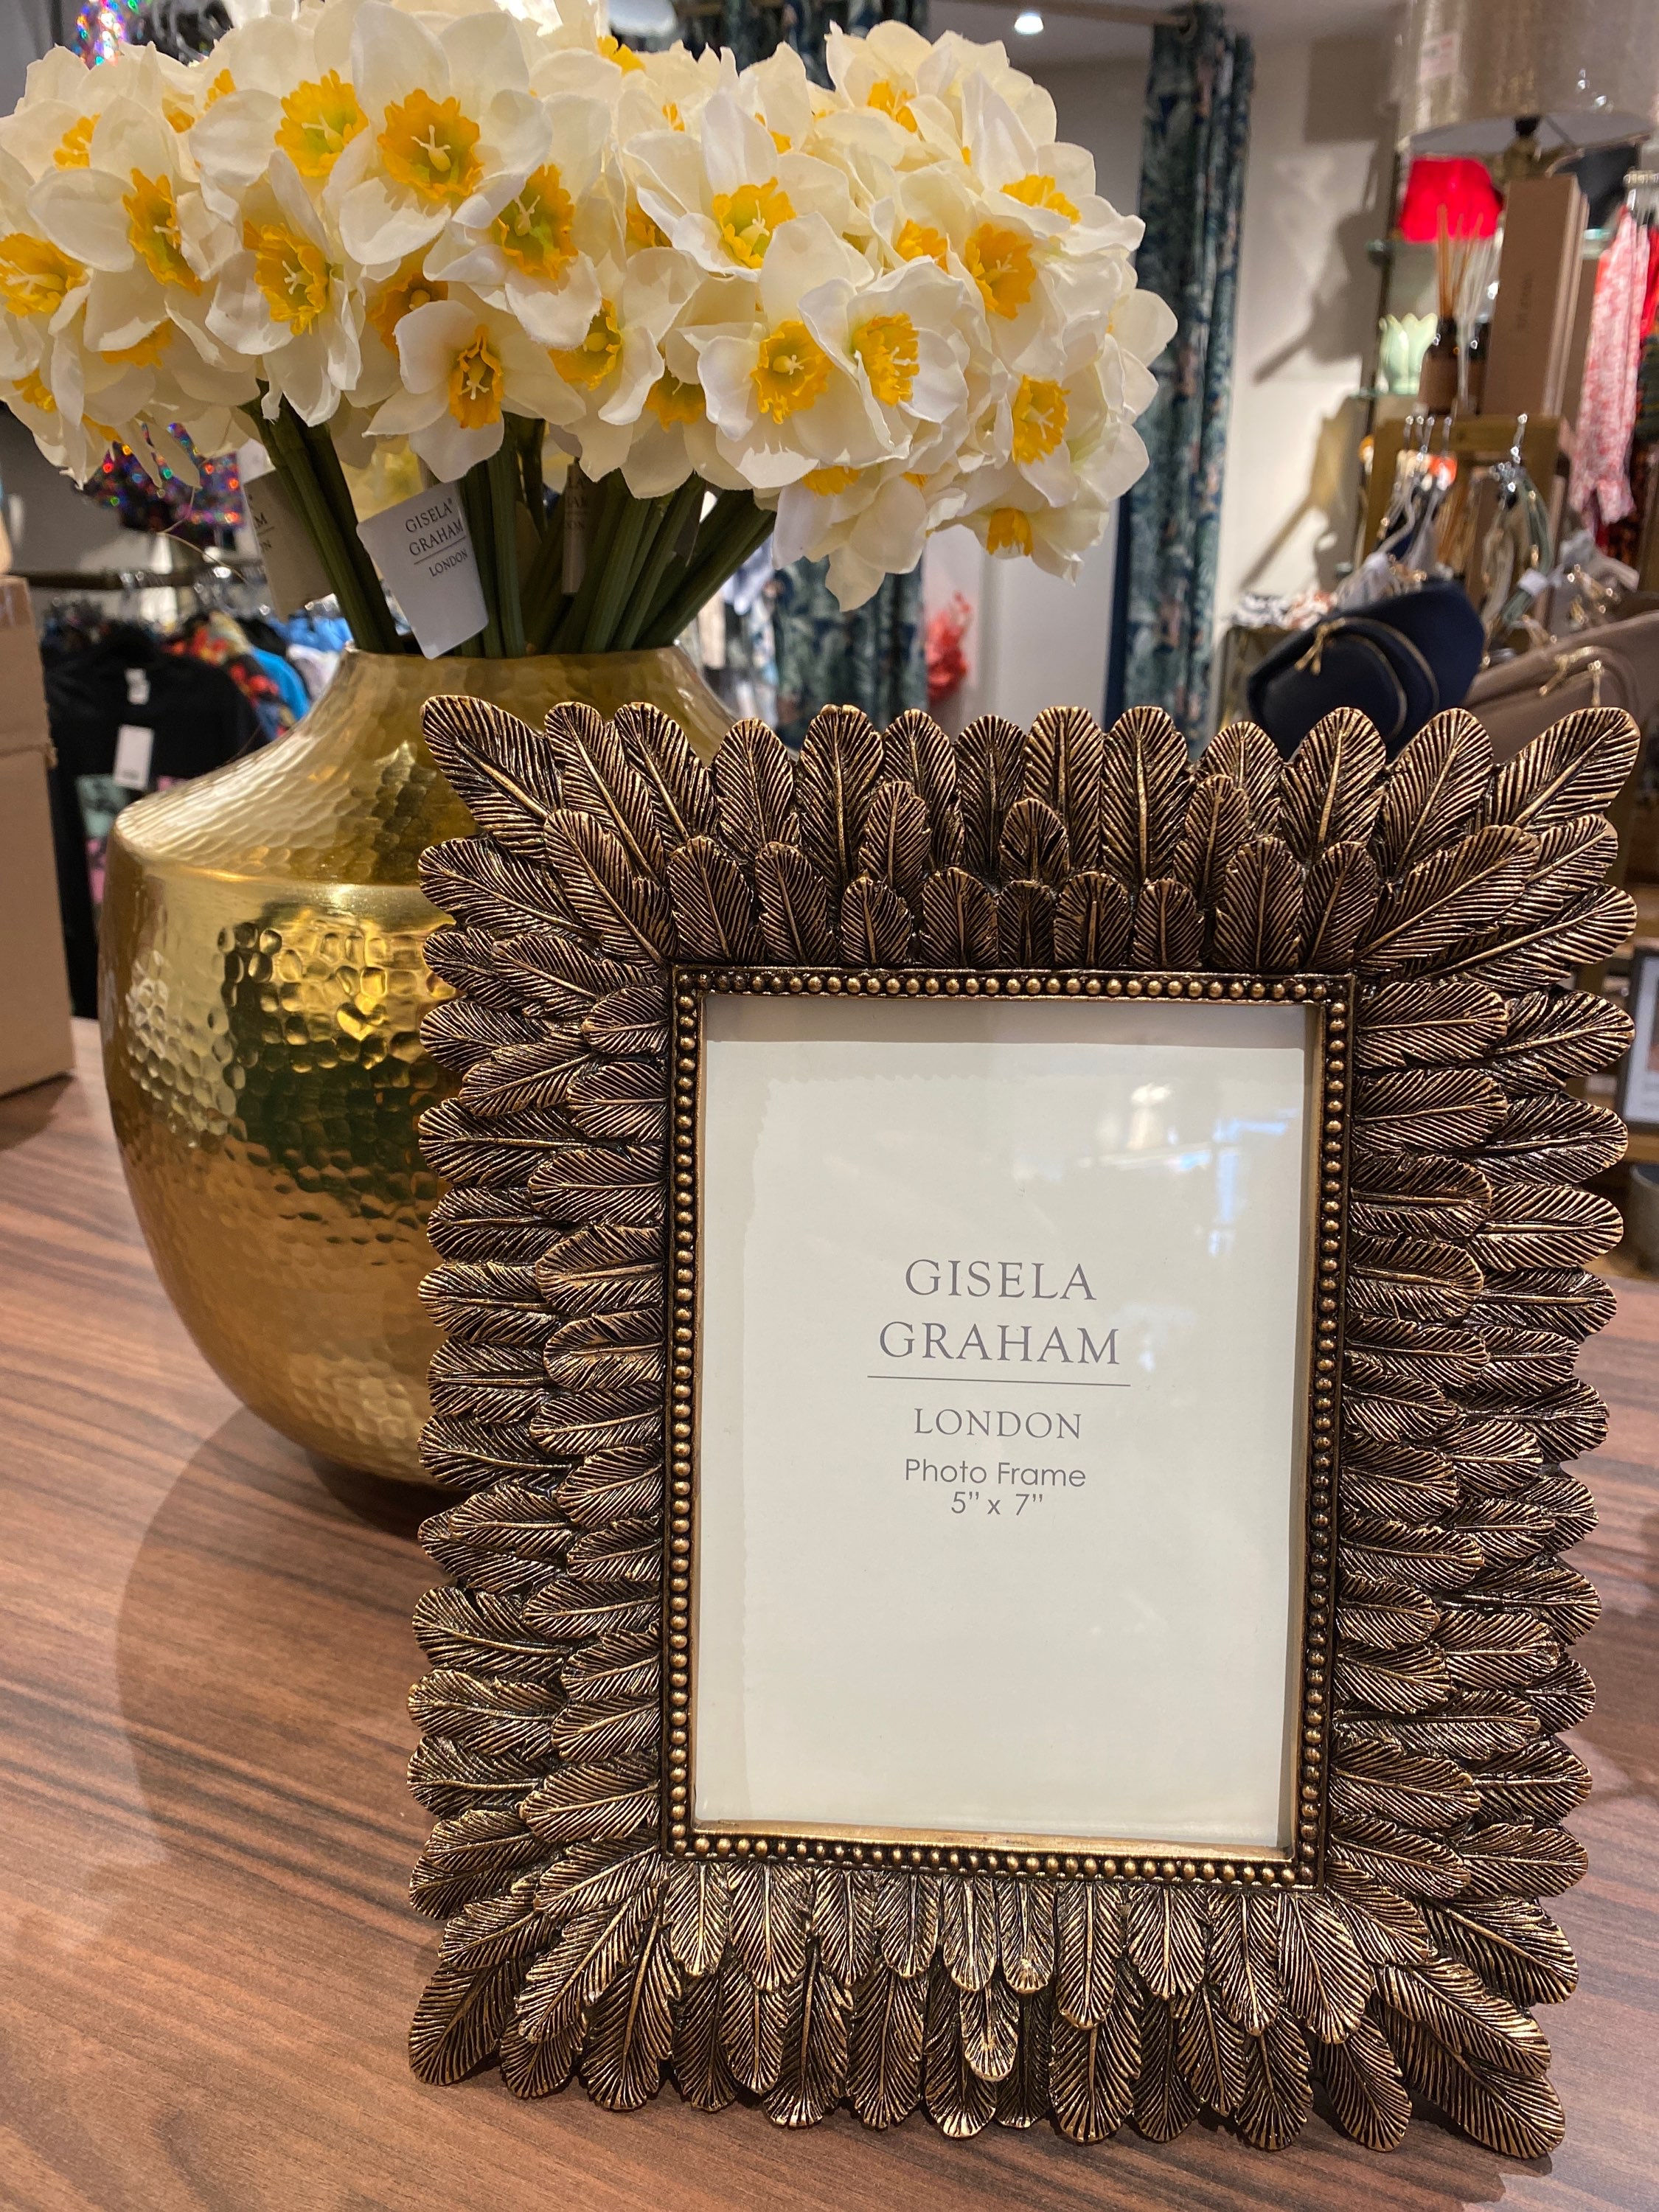 GISELA
GRAHAM
LONDON
GISELA
GRAHAM
LONDON
Photo Frame
5" x 7"